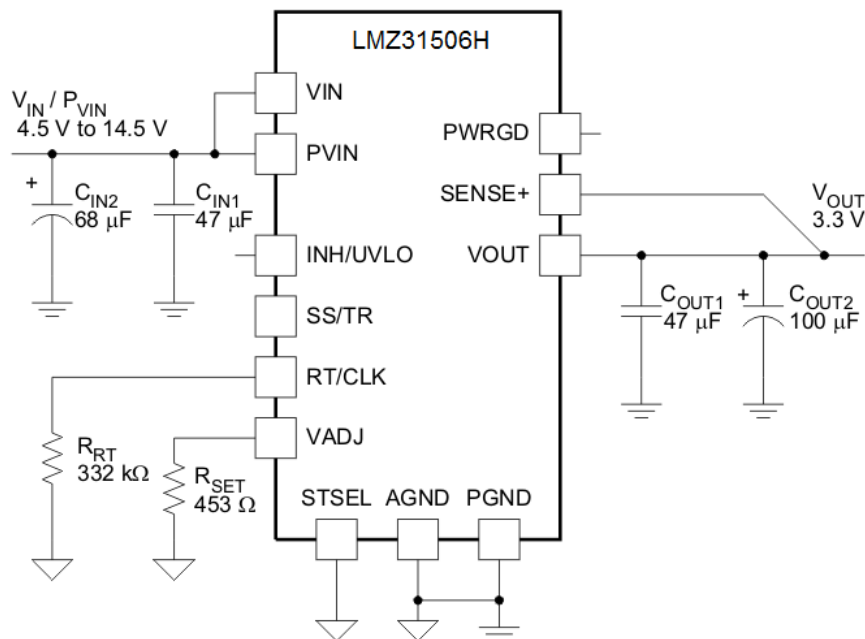 LMZ31506H
VIN
V_IN / P_VIN
4.5 V to 14.5 V
PWRGD
PVIN
+
C_IN2
68 μF
C_IN1
47 μF
SENSE+
V_OUT
3.3 V
INH/UVLO
VOUT
SS/TR
C_OUT1
47 μF
+
C_OUT2
100 μF
RT/CLK
VADJ
R_RT
332 kΩ
R_SET
453 Ω
STSEL
AGND
PGND